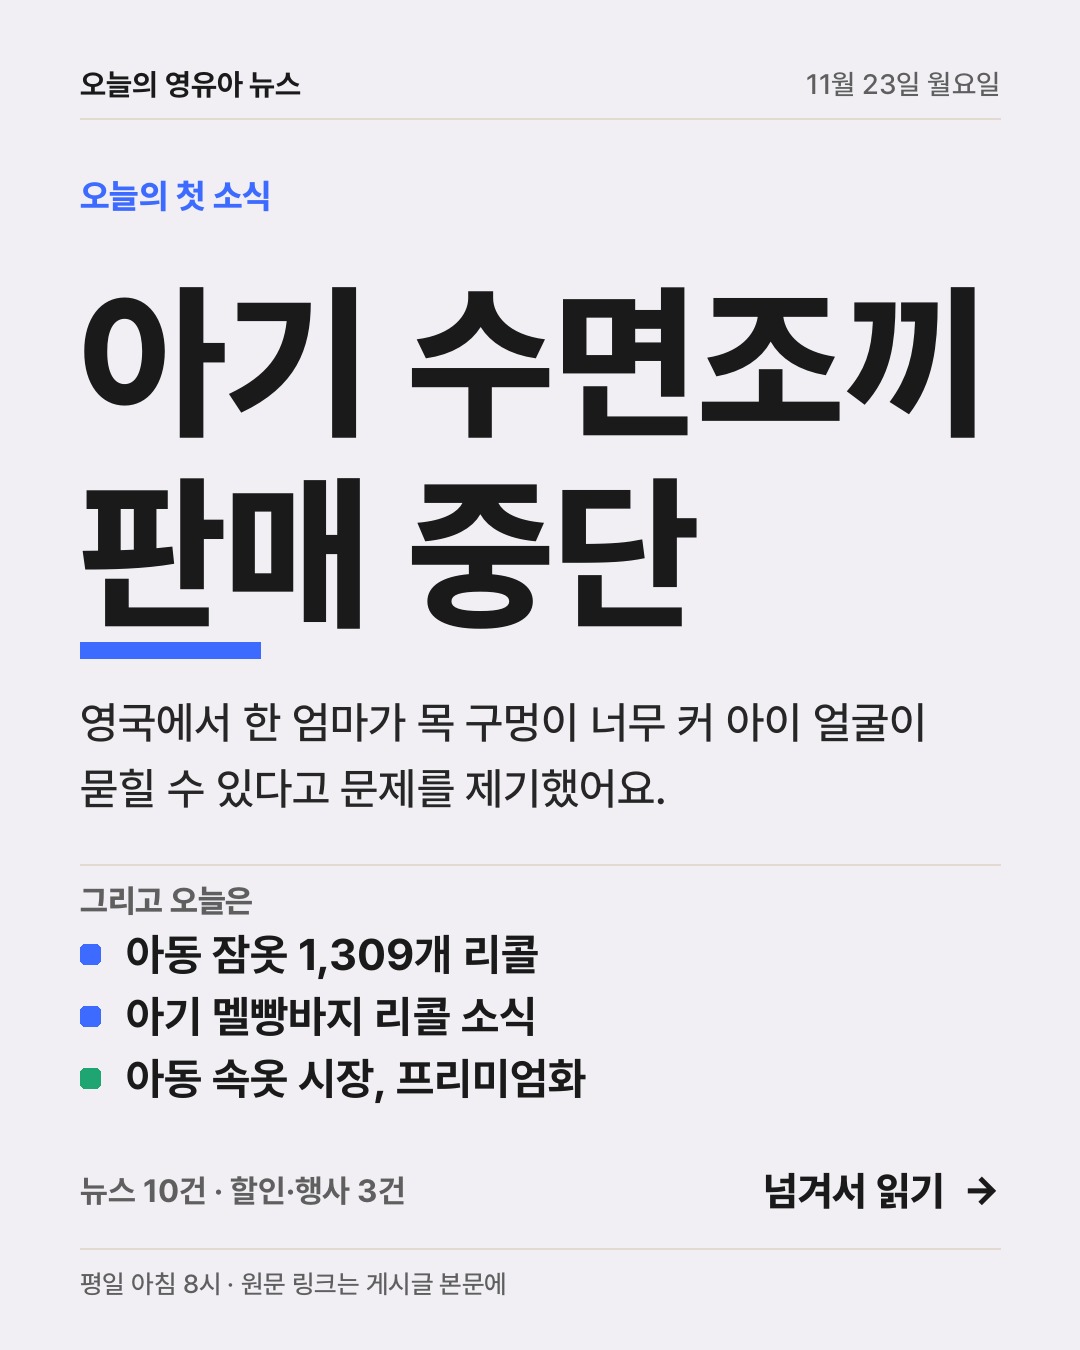 오늘의 영유아 뉴스
11월 23일 월요일
오늘의 첫 소식
아기 수면조끼
판매 중단
영국에서 한 엄마가 목 구멍이 너무 커 아이 얼굴이
묻힐 수 있다고 문제를 제기했어요.
그리고 오늘은
아동 잠옷 1,309개 리콜
아기 멜빵바지 리콜 소식
아동 속옷 시장, 프리미엄화
뉴스 10건 · 할인·행사 3건
넘겨서 읽기 →
평일 아침 8시 · 원문 링크는 게시글 본문에